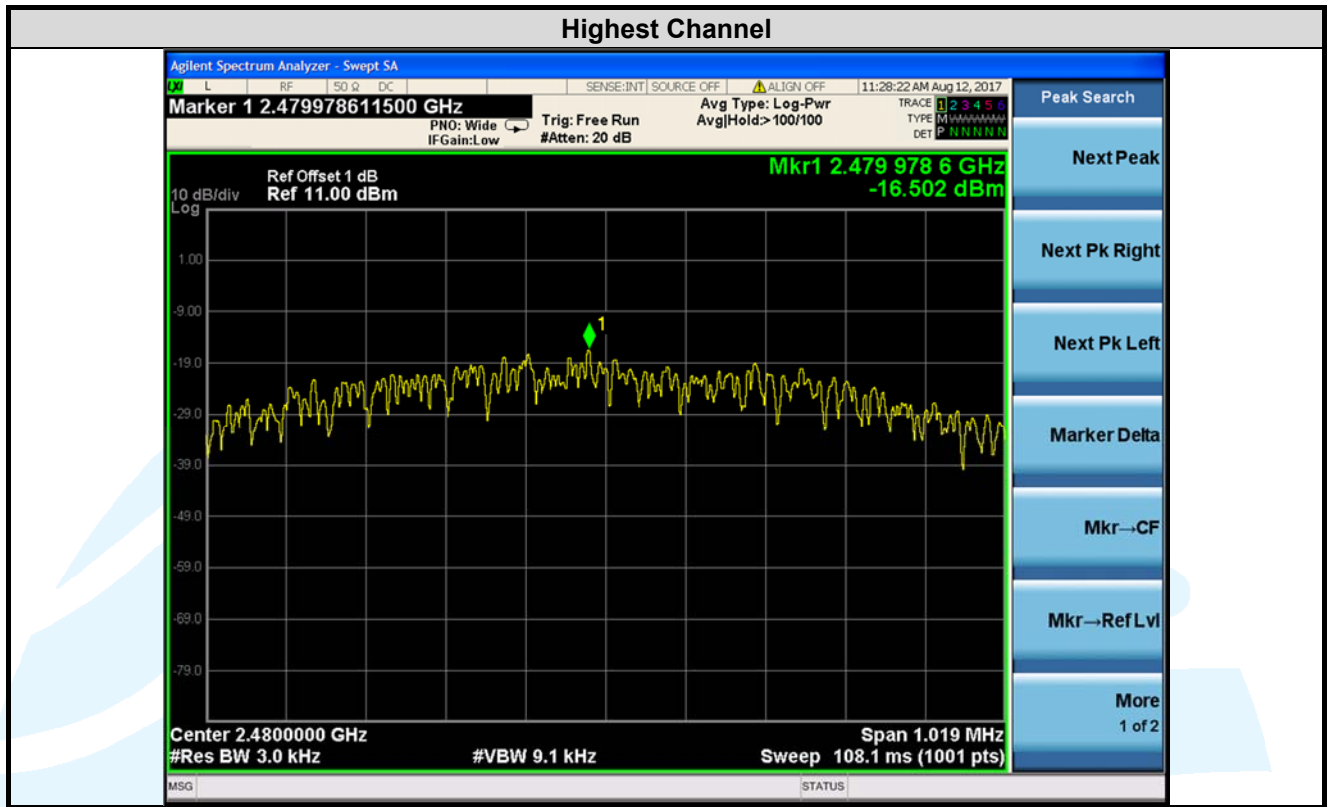 Highest Channel
Agilent Spectrum Analyzer - Swept SA
LXI L RF 50 Ω DC SENSE:INT SOURCE OFF ALIGN OFF 11:28:22 AM Aug 12, 2017
Marker 1 2.479978611500 GHz
PNO: Wide
IFGain:Low
Trig: Free Run
#Atten: 20 dB
Avg Type: Log-Pwr
Avg|Hold:>100/100
TRACE 1 2 3 4 5 6
TYPE M WWWWW
DET P N N N N N
Mkr1 2.479 978 6 GHz
-16.502 dBm
Ref Offset 1 dB
10 dB/div Ref 11.00 dBm
Log
1.00
-9.00
1
-19.0
-29.0
-39.0
-49.0
-59.0
-69.0
-79.0
Center 2.4800000 GHz Span 1.019 MHz
#Res BW 3.0 kHz #VBW 9.1 kHz Sweep 108.1 ms (1001 pts)
MSG STATUS
Peak Search
Next Peak
Next Pk Right
Next Pk Left
Marker Delta
Mkr→CF
Mkr→Ref Lvl
More
1 of 2